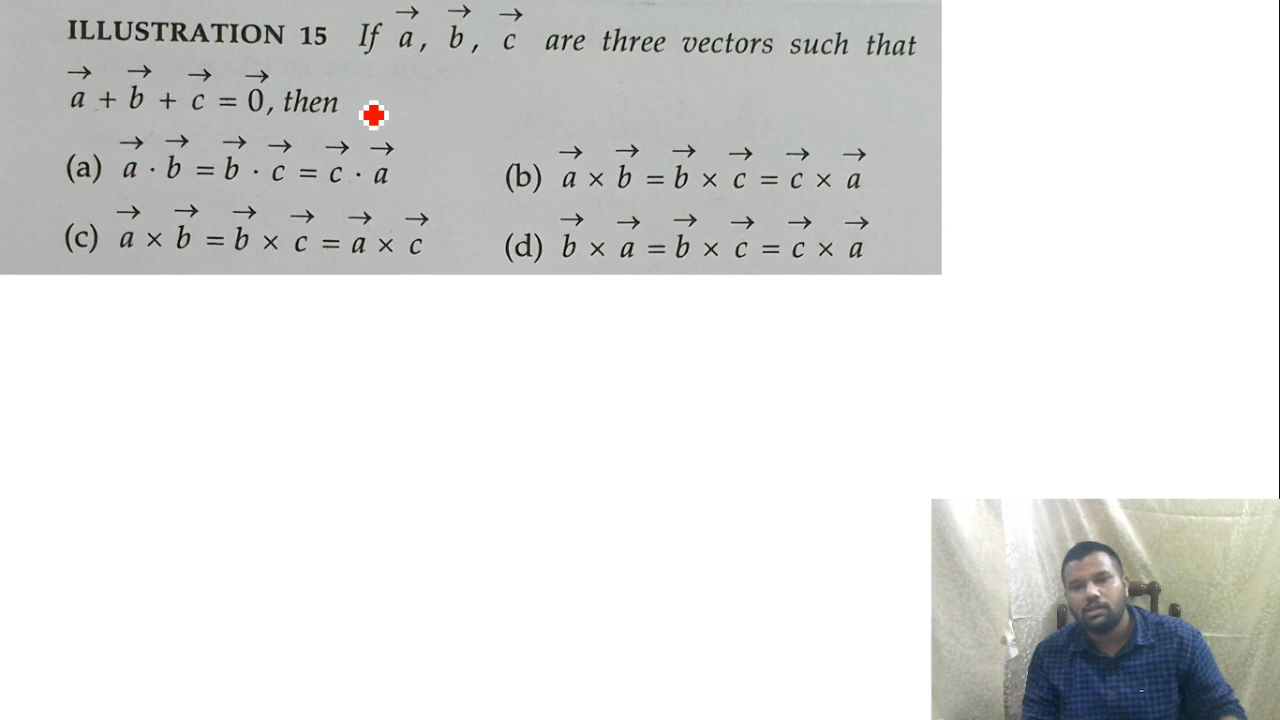 ILLUSTRATION 15 If →a, →b, →c are three vectors such that
→a + →b + →c = →0, then
(a) →a · →b = →b · →c = →c · →a (b) →a × →b = →b × →c = →c × →a
(c) →a × →b = →b × →c = →a × →c (d) →b × →a = →b × →c = →c × →a